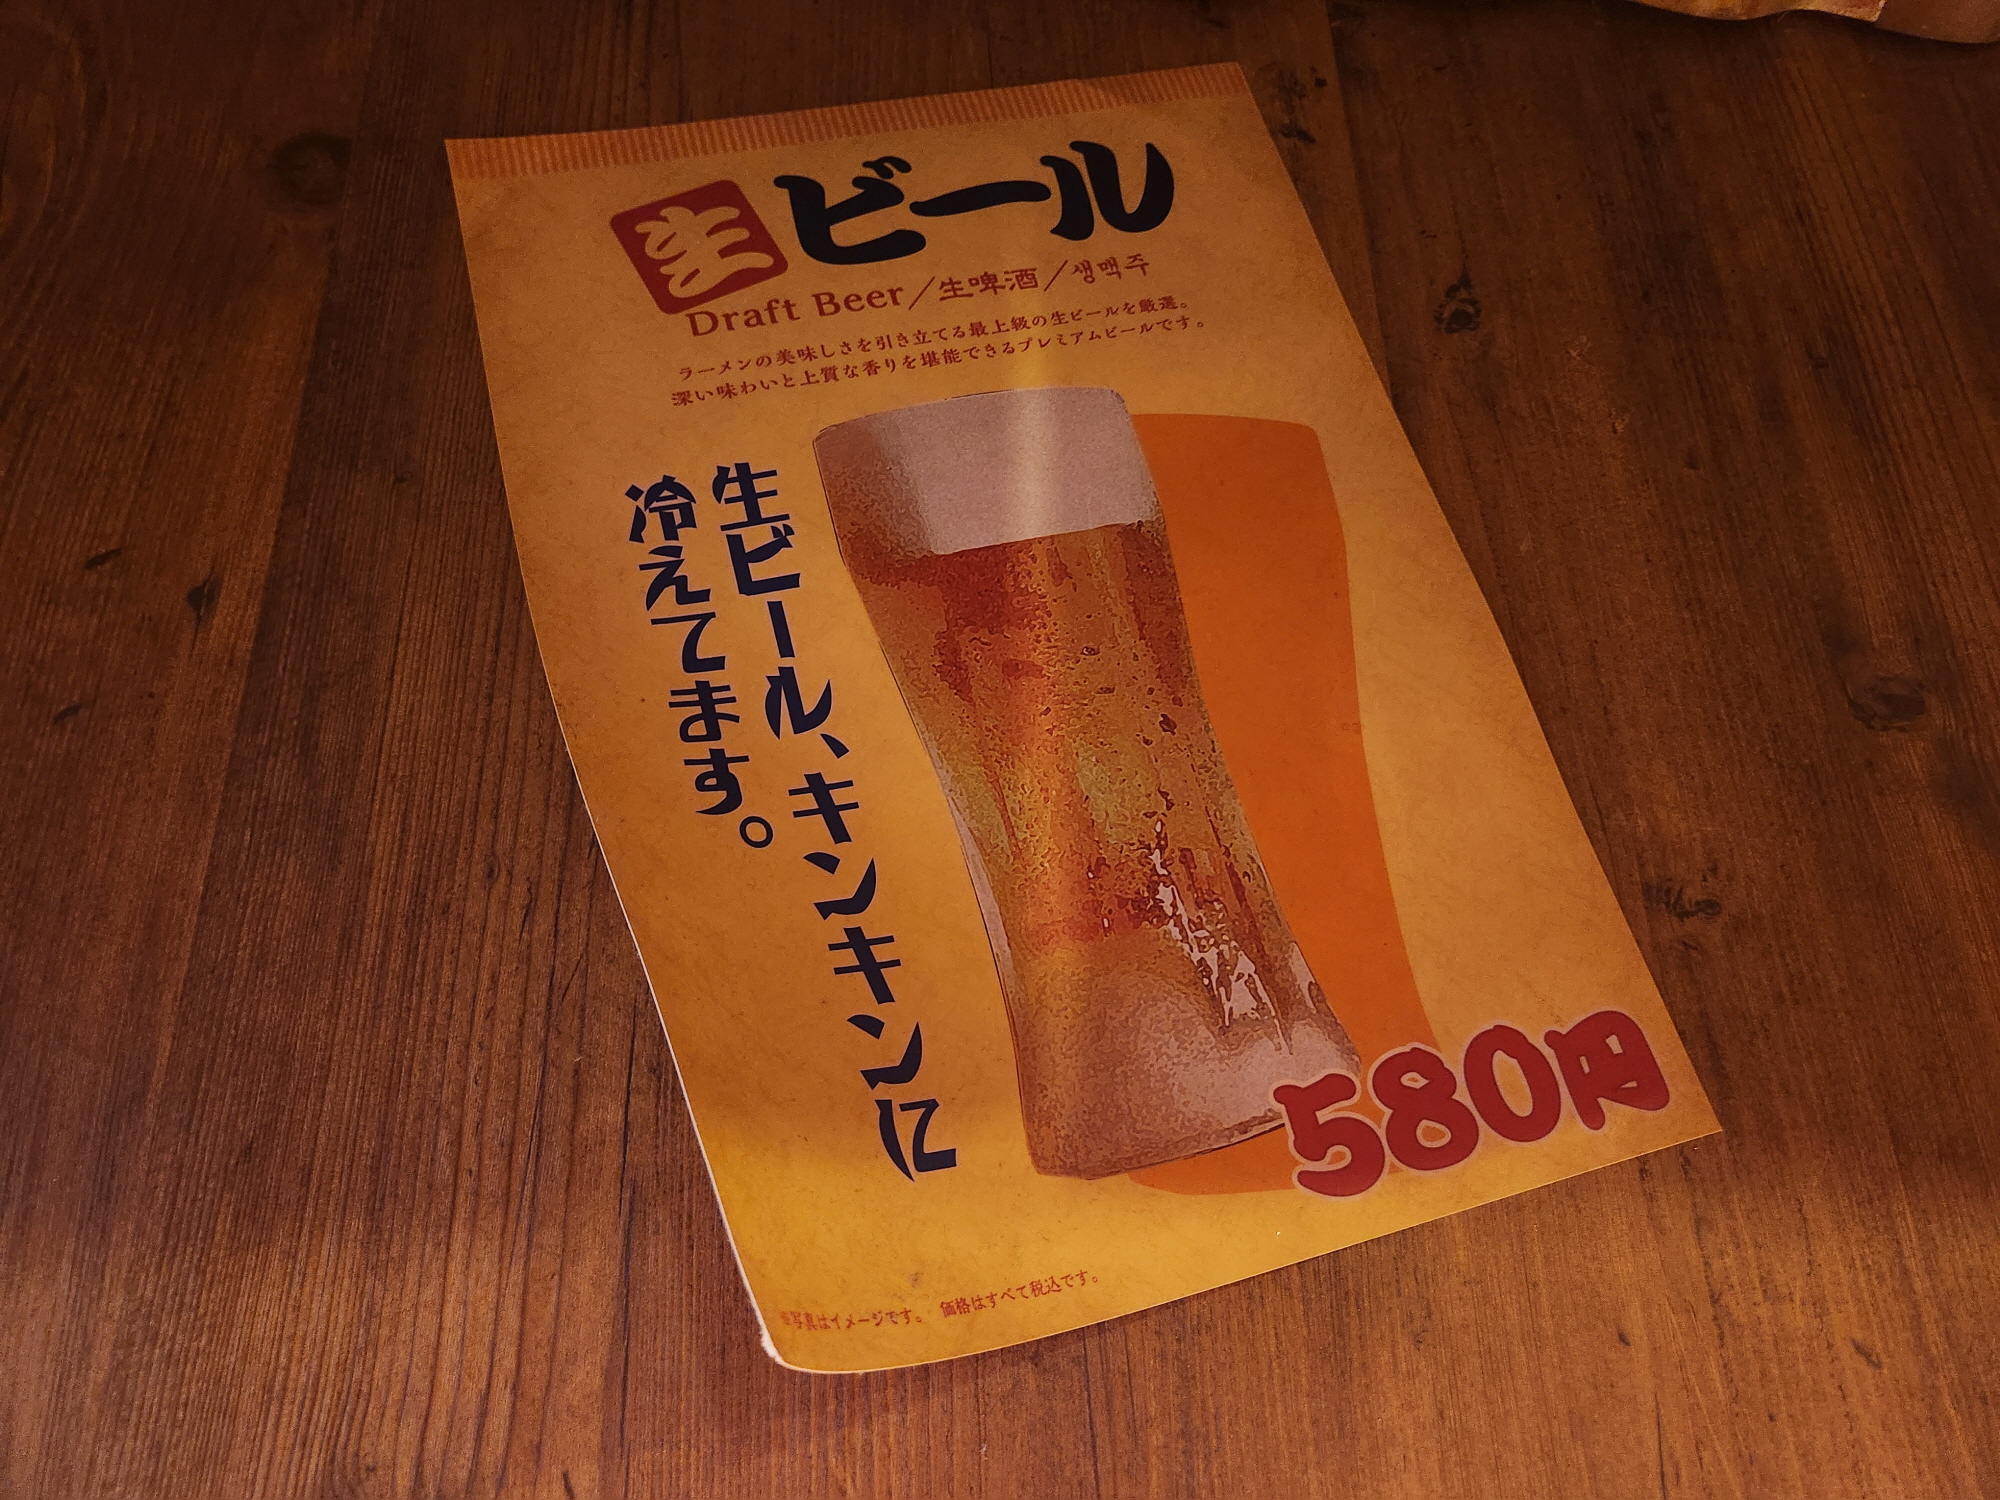 生ビール
Draft Beer／生啤酒／생맥주
ラーメンの美味しさを引き立てる最上級の生ビールを厳選。
深い味わいと上質な香りを堪能できるプレミアムビールです。
生ビール、キンキンに
冷えてます。
580円
※写真はイメージです。 価格はすべて税込です。